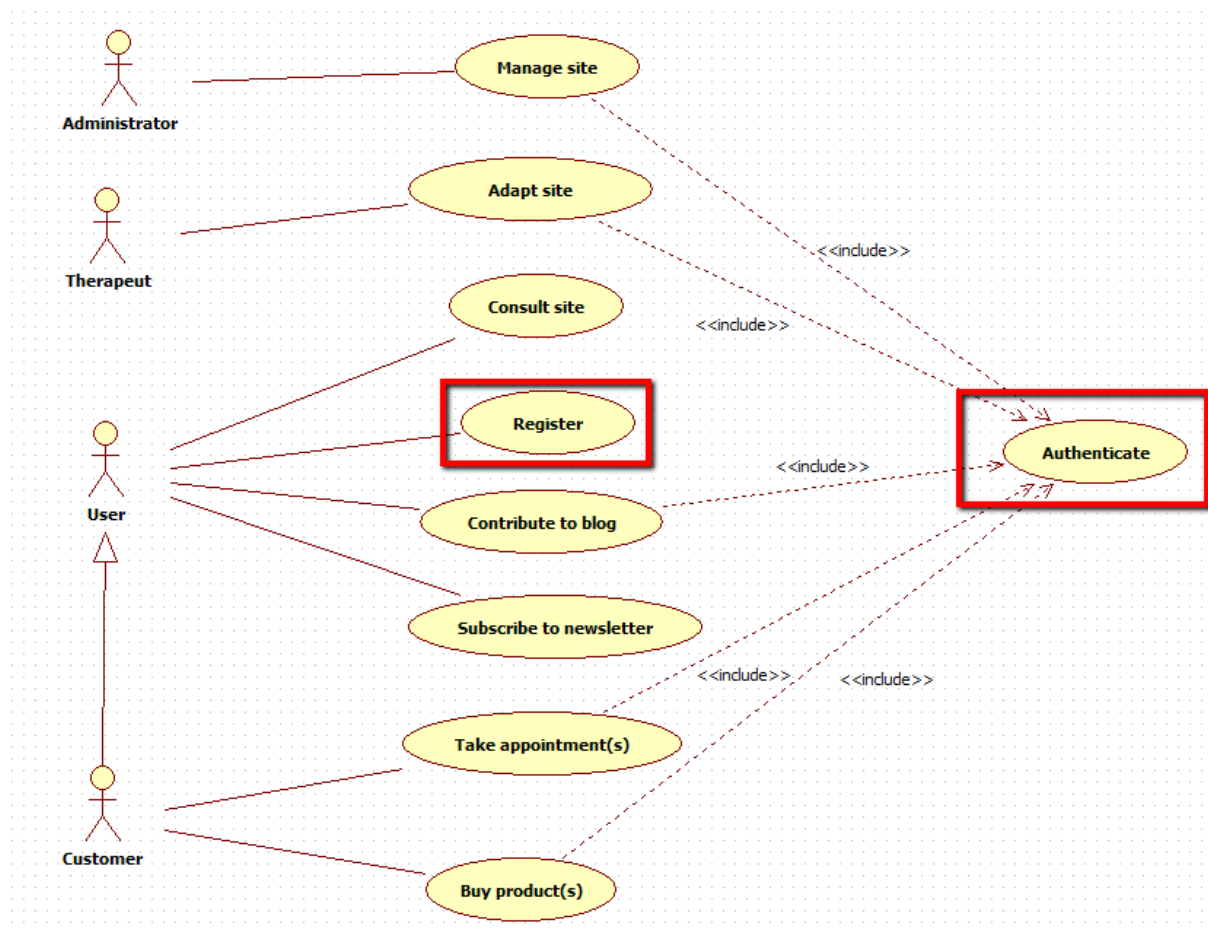 Manage site
Administrator
Adapt site
<<include>>
Therapeut
Consult site
<<include>>
Register
Authenticate
<<include>>
User
Contribute to blog
Subscribe to newsletter
<<include>>
<<include>>
Take appointment(s)
Customer
Buy product(s)